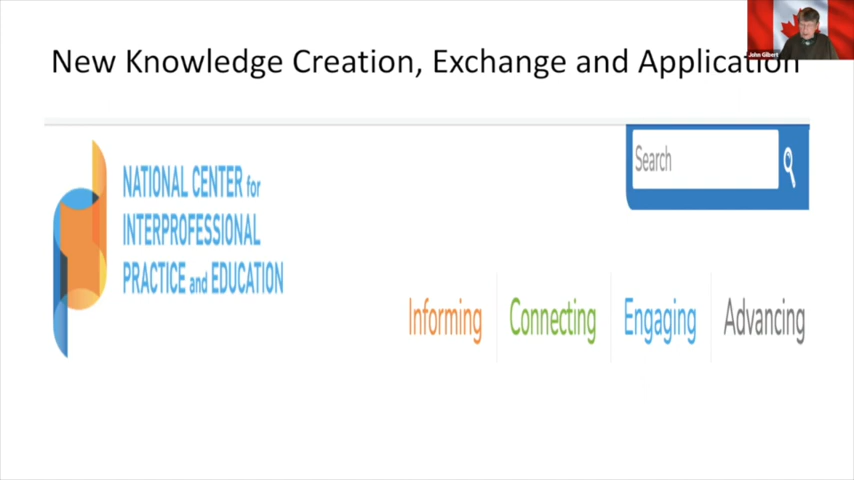 New Knowledge Creation, Exchange and Application
John Gilbert
Search
NATIONAL CENTER for
INTERPROFESSIONAL
PRACTICE and EDUCATION
Informing
Connecting
Engaging
Advancing